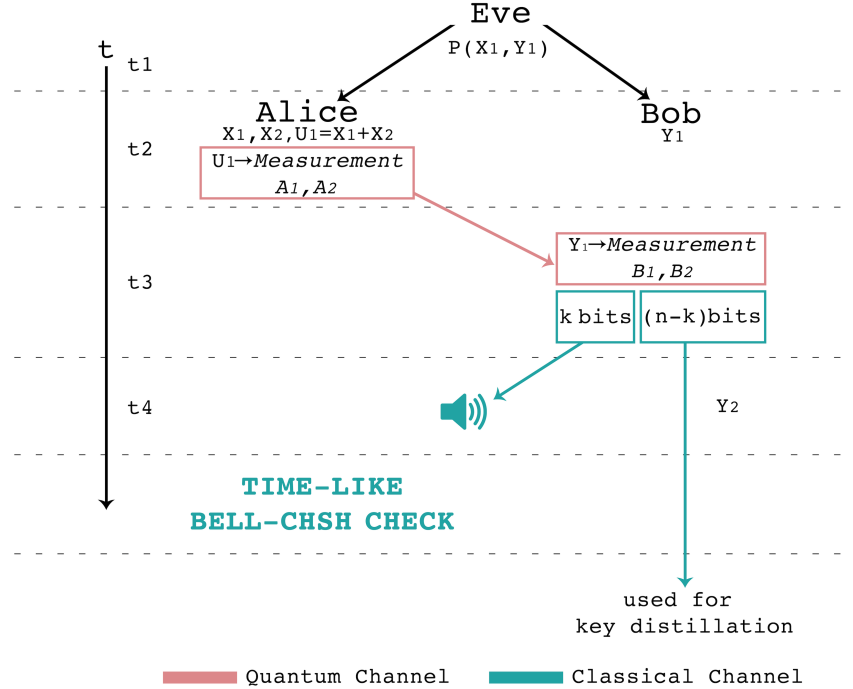 Eve
t
P(X1,Y1)
t1
Alice
Bob
X1,X2,U1=X1+X2
Y1
t2
U1→Measurement
A1,A2
Y1→Measurement
B1,B2
t3
k bits
(n-k)bits
t4
Y2
TIME-LIKE
BELL-CHSH CHECK
used for
key distillation
Quantum Channel
Classical Channel